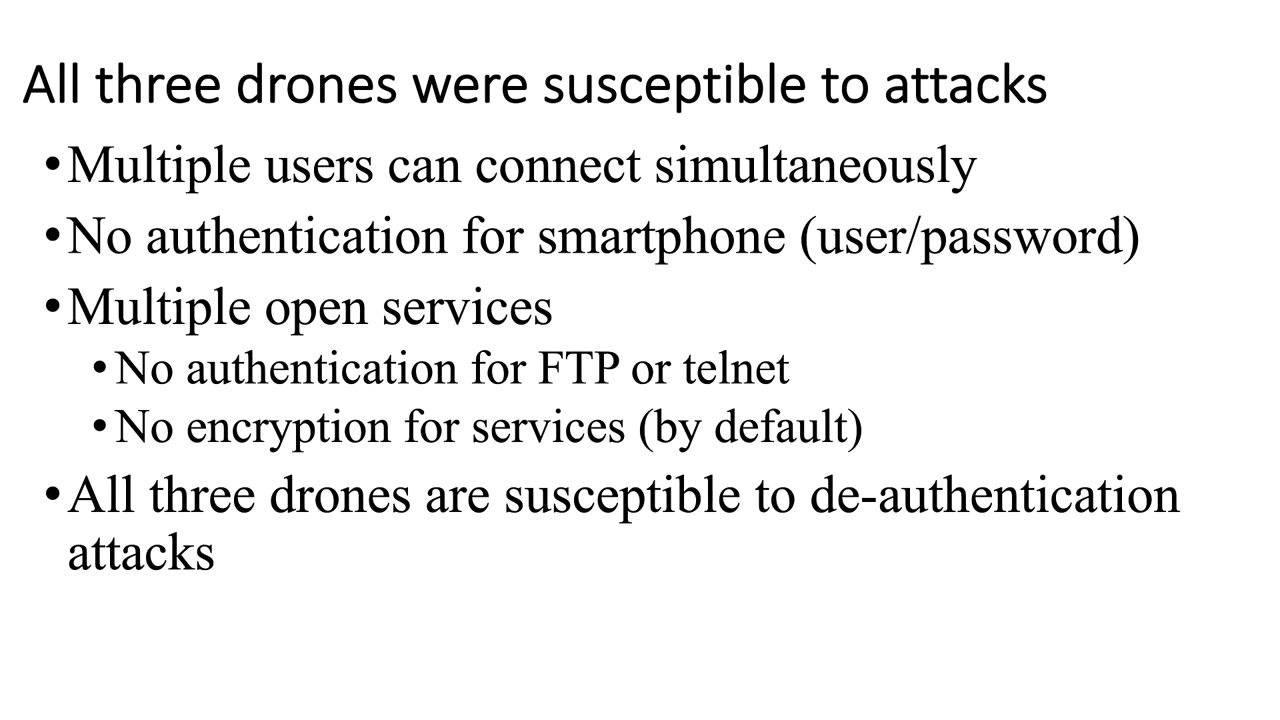 All three drones were susceptible to attacks
•Multiple users can connect simultaneously
•No authentication for smartphone (user/password)
•Multiple open services
•No authentication for FTP or telnet
•No encryption for services (by default)
•All three drones are susceptible to de-authentication
attacks